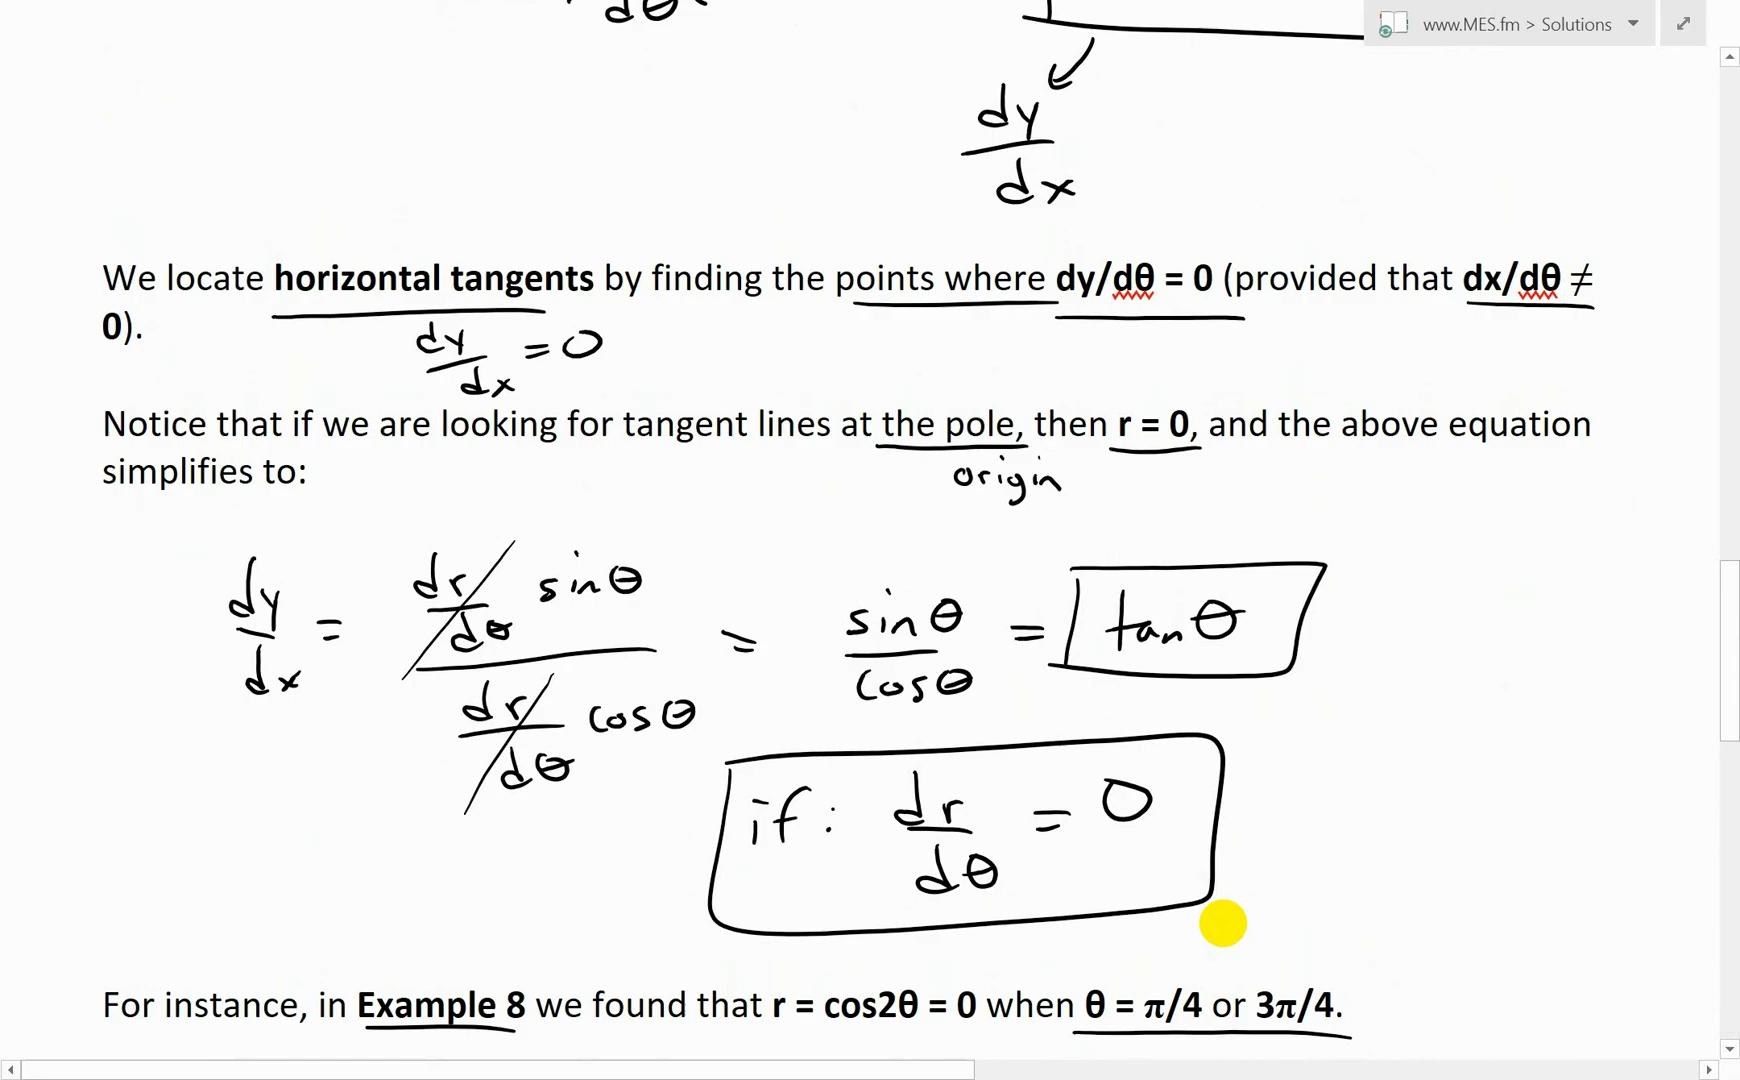 dθ
www.MES.fm > Solutions
dy
dx
We locate horizontal tangents by finding the points where dy/dθ = 0 (provided that dx/dθ ≠
0).
dy/dx = 0
Notice that if we are looking for tangent lines at the pole, then r = 0, and the above equation
origin
simplifies to:
dy/dx = (dr/dθ sinθ)/(dr/dθ cosθ) = sinθ/cosθ = tanθ
if: dr/dθ = 0
For instance, in Example 8 we found that r = cos2θ = 0 when θ = π/4 or 3π/4.